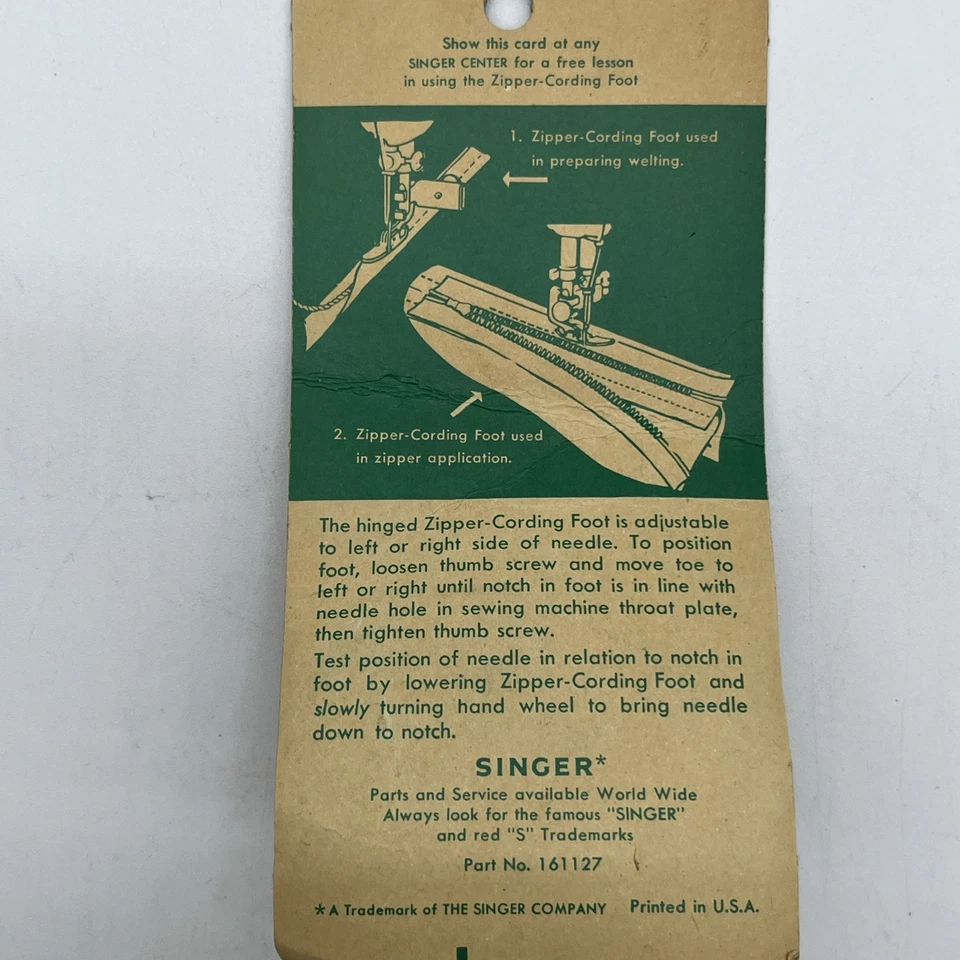 Show this card at any
SINGER CENTER for a free lesson
in using the Zipper-Cording Foot
1. Zipper-Cording Foot used
in preparing welting.
2. Zipper-Cording Foot used
in zipper application.
The hinged Zipper-Cording Foot is adjustable
to left or right side of needle. To position
foot, loosen thumb screw and move toe to
left or right until notch in foot is in line with
needle hole in sewing machine throat plate,
then tighten thumb screw.
Test position of needle in relation to notch in
foot by lowering Zipper-Cording Foot and
slowly turning hand wheel to bring needle
down to notch.
SINGER*
Parts and Service available World Wide
Always look for the famous "SINGER"
and red "S" Trademarks
Part No. 161127
*A Trademark of THE SINGER COMPANY Printed in U.S.A.